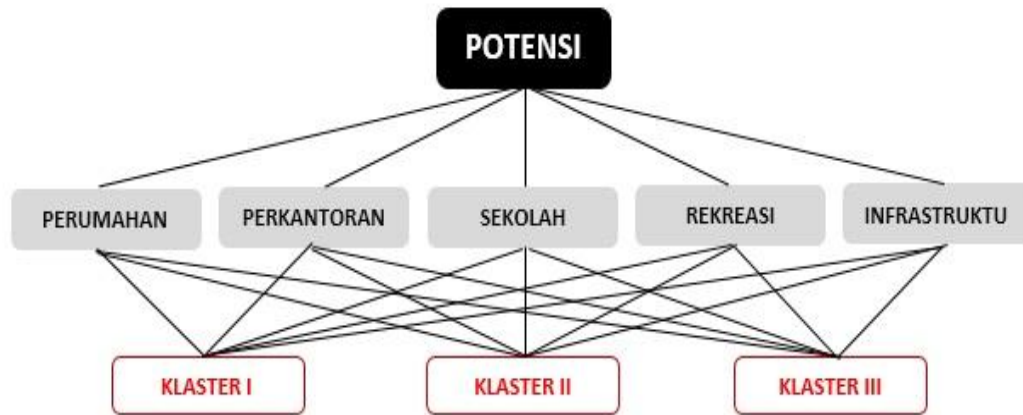 POTENSI
PERUMAHAN
PERKANTORAN
SEKOLAH
REKREASI
INFRASTRUKTU
KLASTER I
KLASTER II
KLASTER III